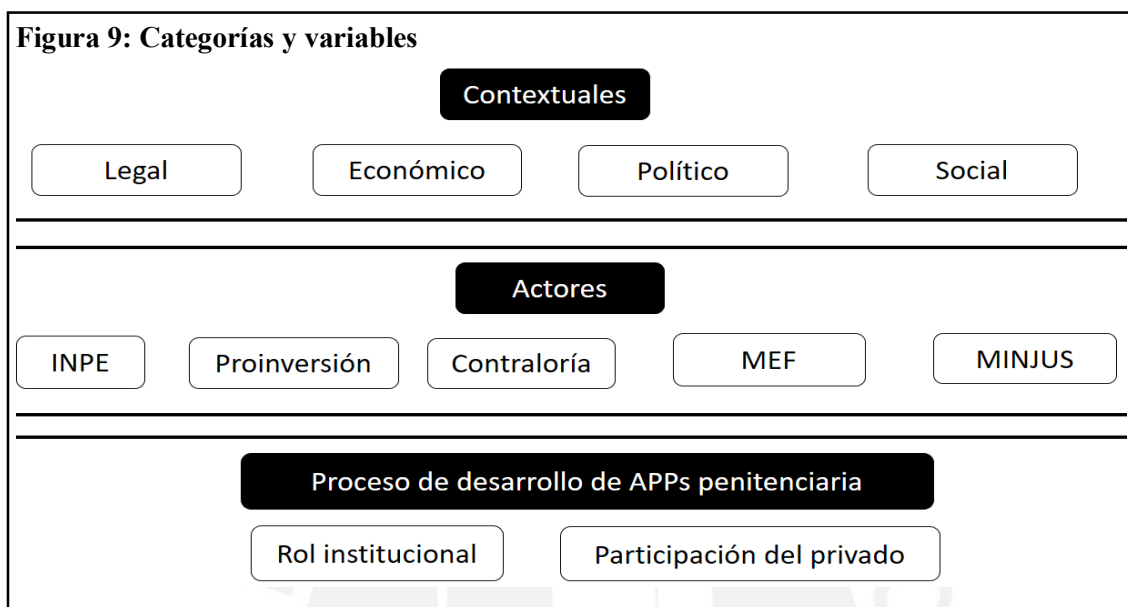 Figura 9: Categorías y variables
Contextuales
Legal Económico Político Social
Actores
INPE Proinversión Contraloría MEF MINJUS
Proceso de desarrollo de APPs penitenciaria
Rol institucional Participación del privado